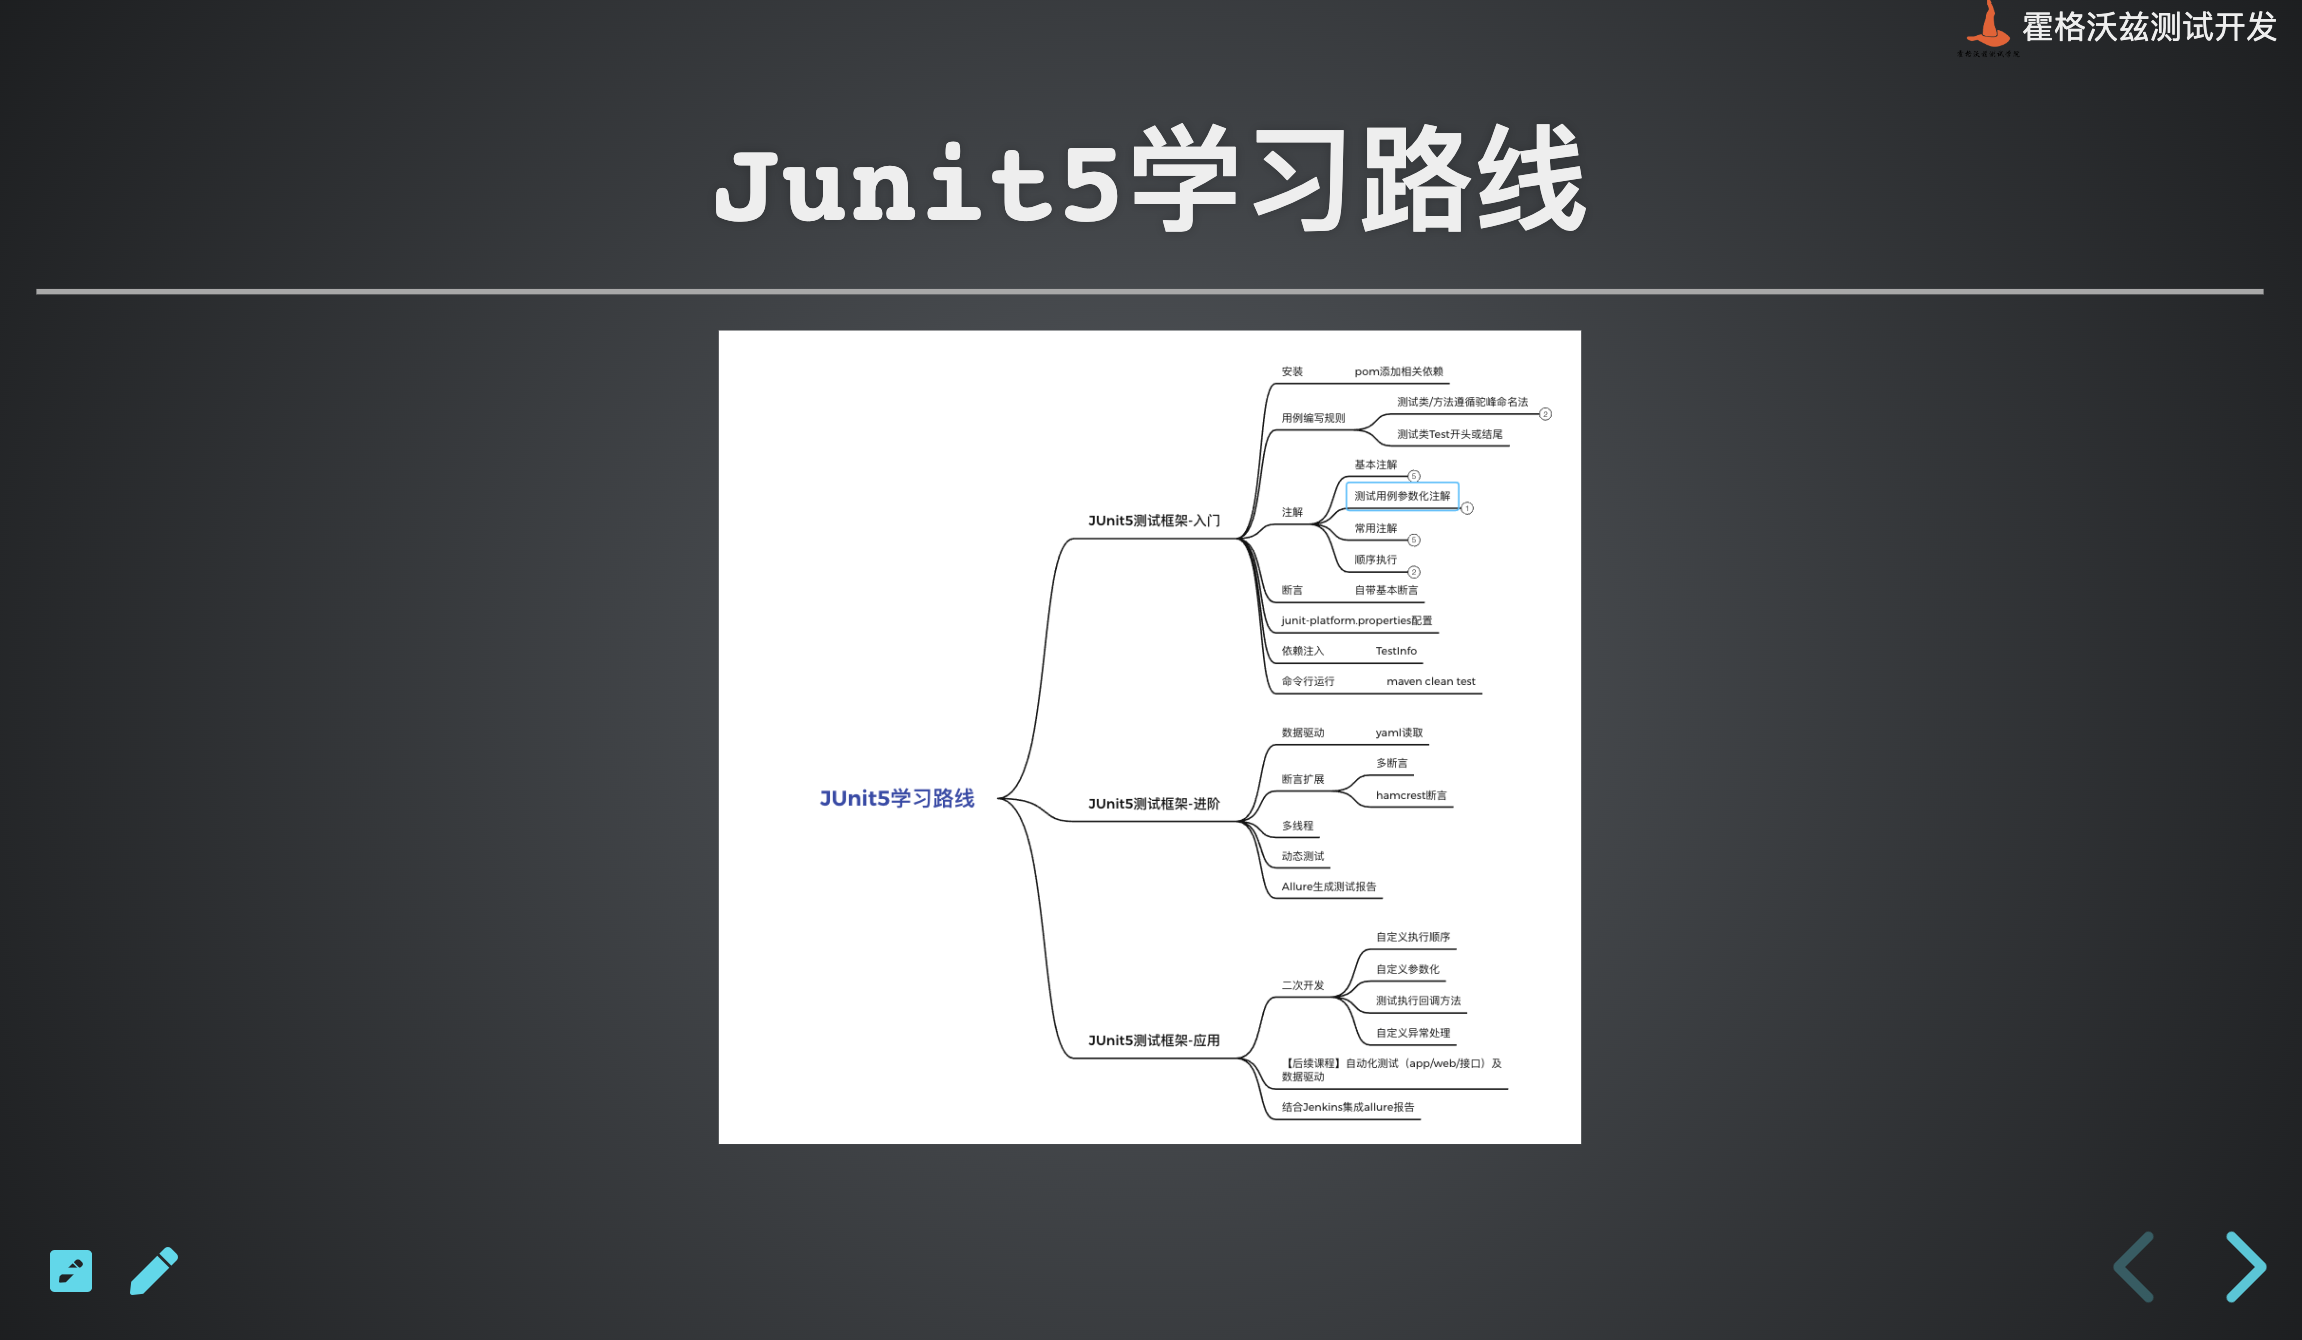 霍格沃兹测试开发
霍格沃兹测试学院
Junit5学习路线
JUnit5学习路线
JUnit5测试框架-入门
安装
pom添加相关依赖
用例编写规则
测试类/方法遵循驼峰命名法
2
测试类Test开头或结尾
注解
基本注解
5
测试用例参数化注解
1
常用注解
5
顺序执行
2
断言
自带基本断言
junit-platform.properties配置
依赖注入
TestInfo
命令行运行
maven clean test
JUnit5测试框架-进阶
数据驱动
yaml读取
断言扩展
多断言
hamcrest断言
多线程
动态测试
Allure生成测试报告
JUnit5测试框架-应用
二次开发
自定义执行顺序
自定义参数化
测试执行回调方法
自定义异常处理
【后续课程】自动化测试（app/web/接口）及
数据驱动
结合Jenkins集成allure报告